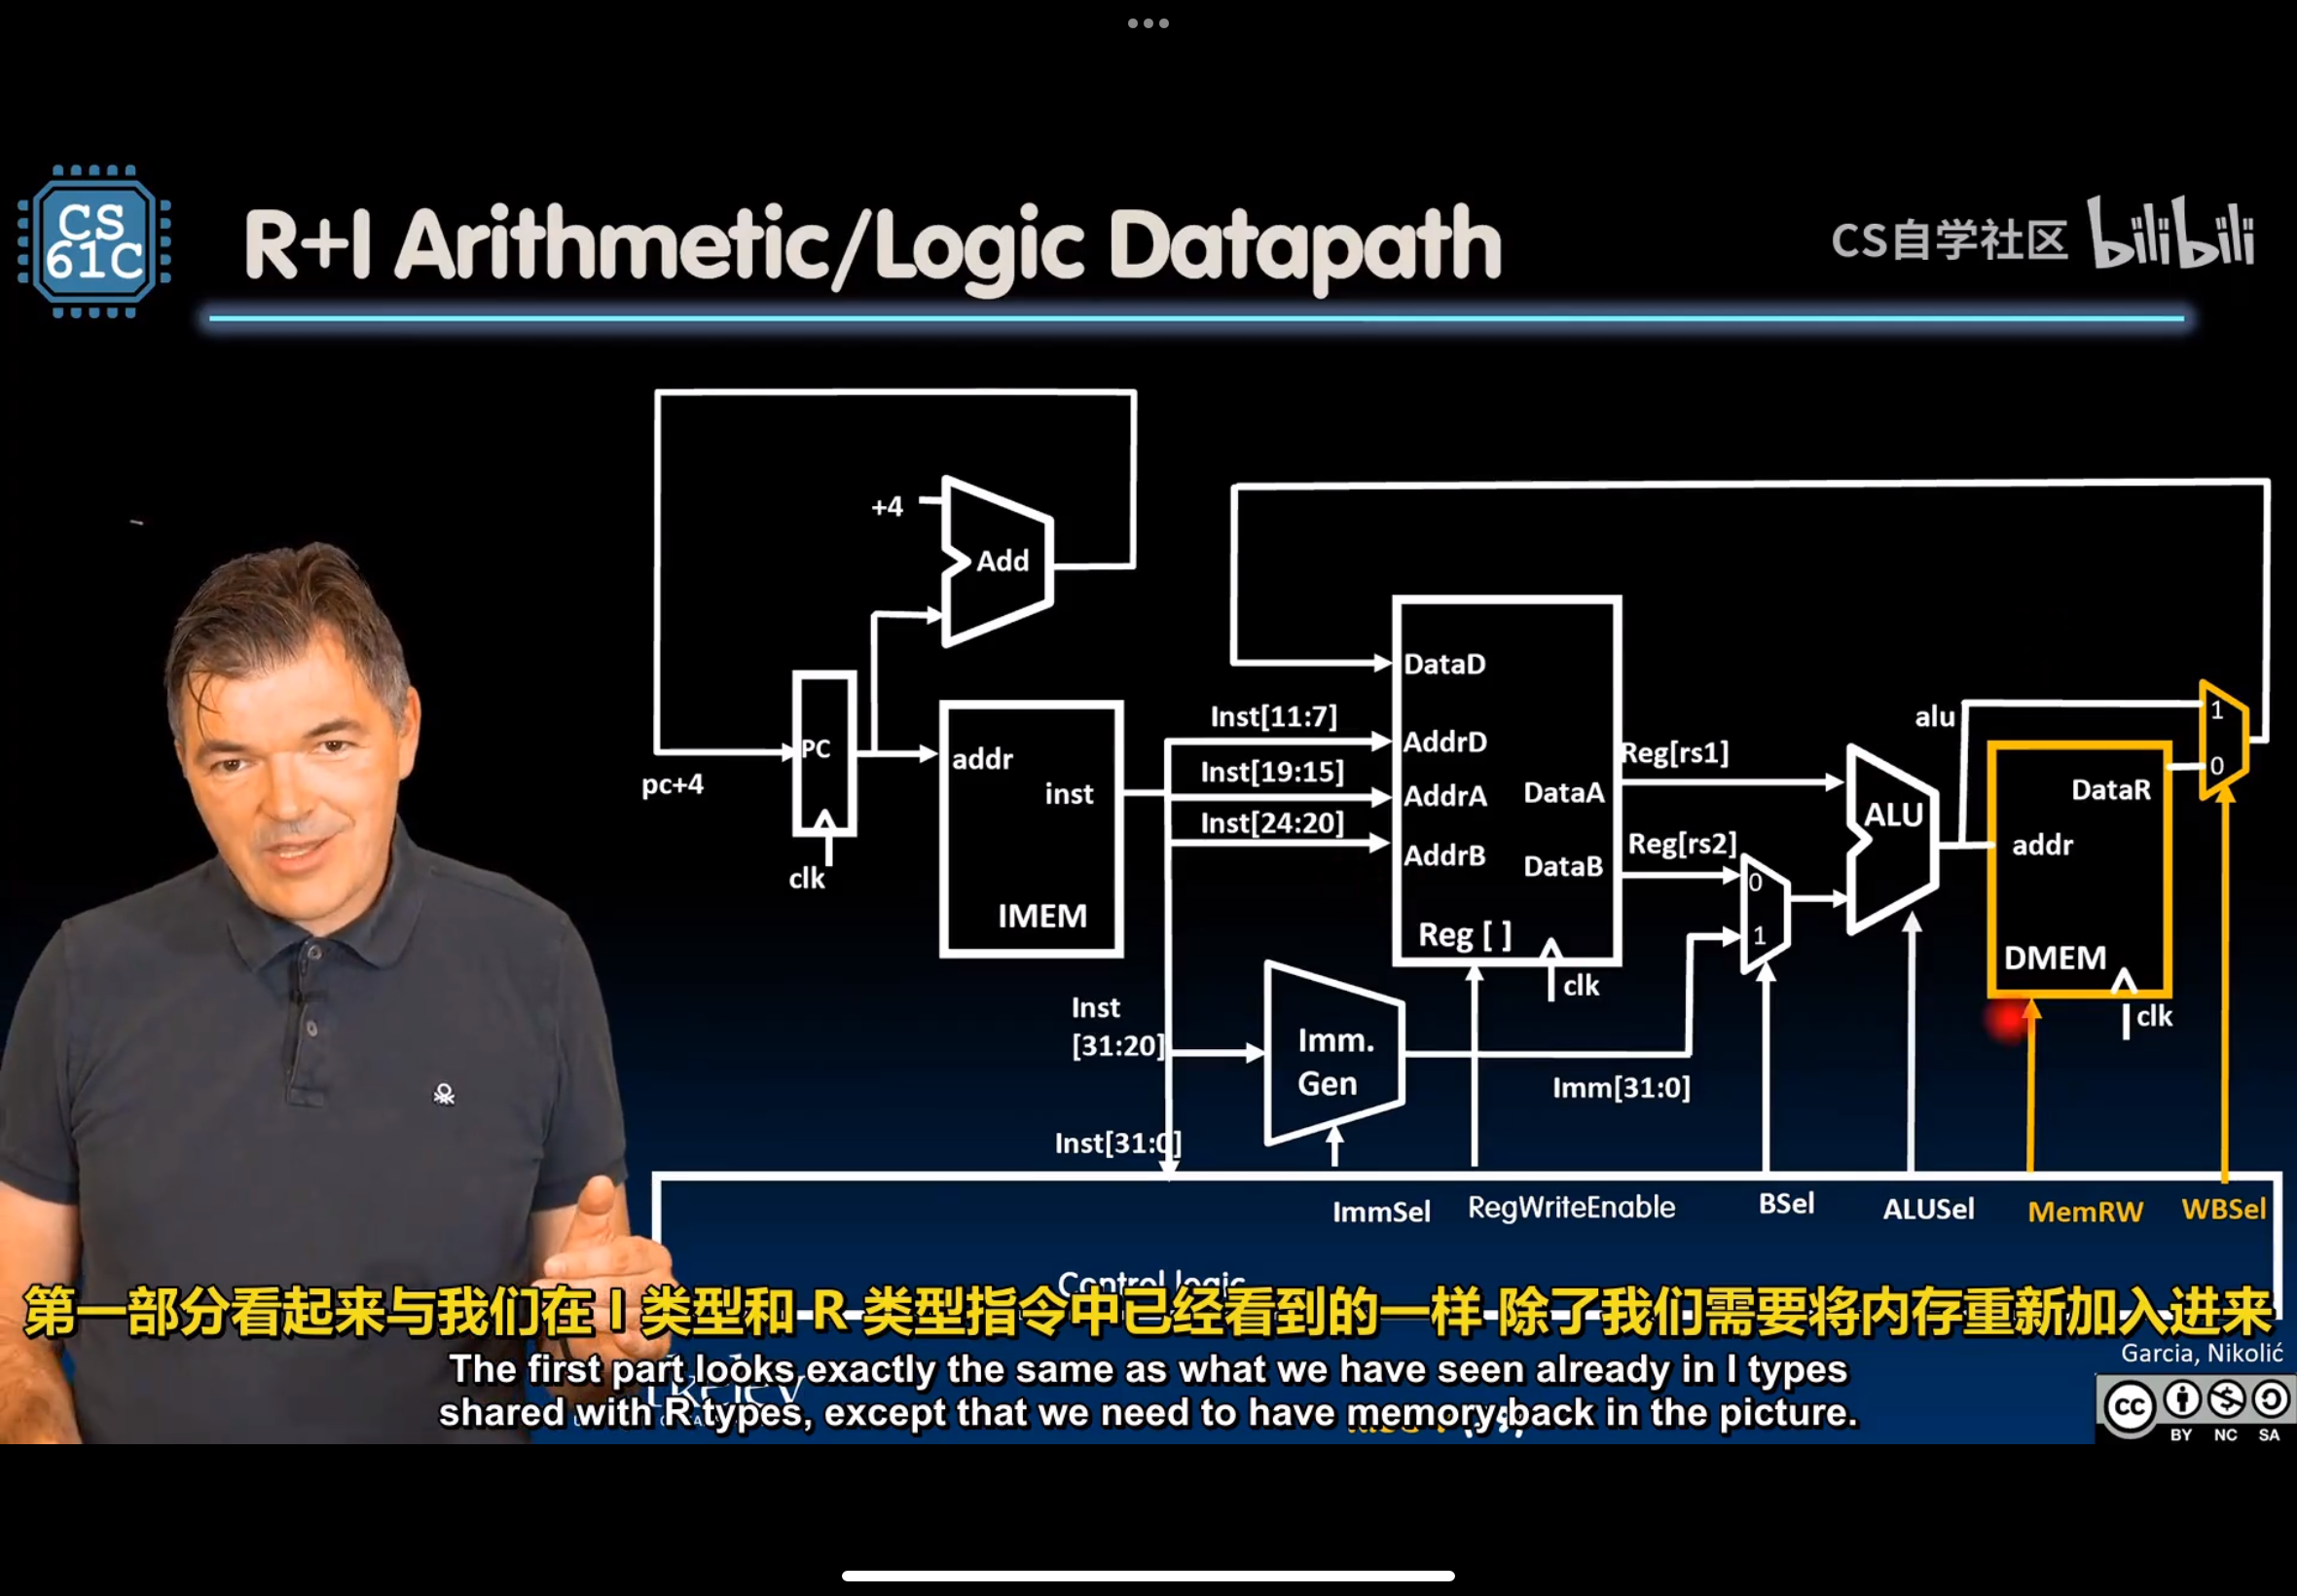 CS
61C
R+I Arithmetic/Logic Datapath
CS自学社区 bilibili
+4
Add
pc+4
PC
clk
addr
inst
IMEM
Inst[11:7]
Inst[19:15]
Inst[24:20]
DataD
AddrD
AddrA
AddrB
DataA
DataB
Reg [ ]
clk
Reg[rs1]
Reg[rs2]
0
1
ALU
alu
addr
DataR
DMEM
clk
1
0
Inst
[31:20]
Imm.
Gen
Imm[31:0]
Inst[31:0]
ImmSel
RegWriteEnable
BSel
ALUSel
MemRW
WBSel
Control logic
第一部分看起来与我们在 I 类型和 R 类型指令中已经看到的一样 除了我们需要将内存重新加入进来
The first part looks exactly the same as what we have seen already in I types
shared with R types, except that we need to have memory back in the picture.
Garcia, Nikolić
cc
BY NC SA